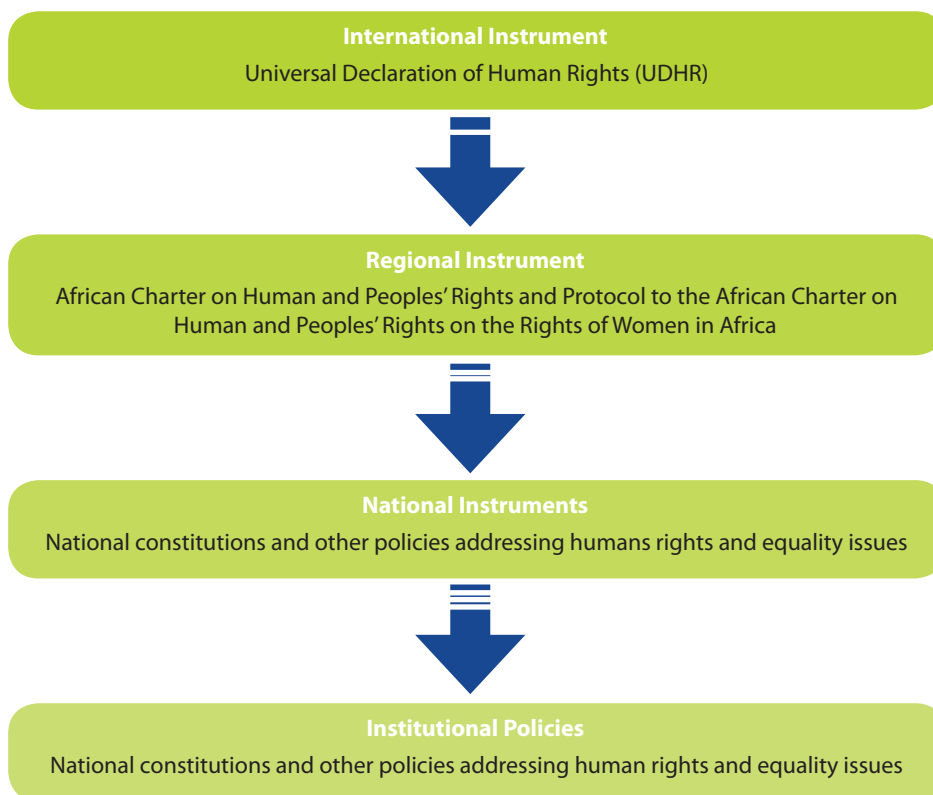 International Instrument
Universal Declaration of Human Rights (UDHR)
Regional Instrument
African Charter on Human and Peoples’ Rights and Protocol to the African Charter on
Human and Peoples’ Rights on the Rights of Women in Africa
National Instruments
National constitutions and other policies addressing humans rights and equality issues
Institutional Policies
National constitutions and other policies addressing human rights and equality issues